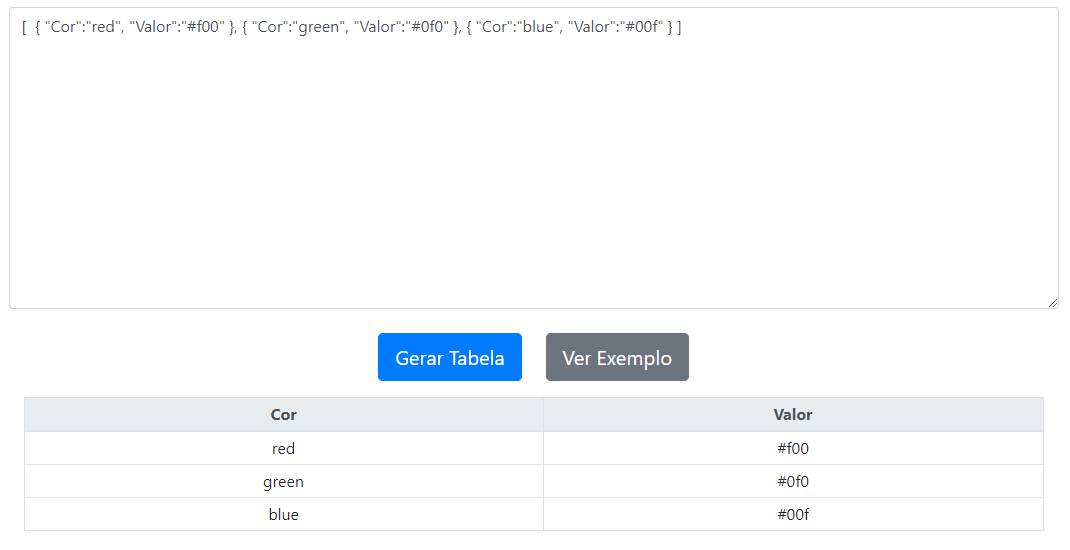 [  { "Cor":"red", "Valor":"#f00" }, { "Cor":"green", "Valor":"#0f0" }, { "Cor":"blue", "Valor":"#00f" } ]
Gerar Tabela Ver Exemplo
Cor Valor
red #f00
green #0f0
blue #00f